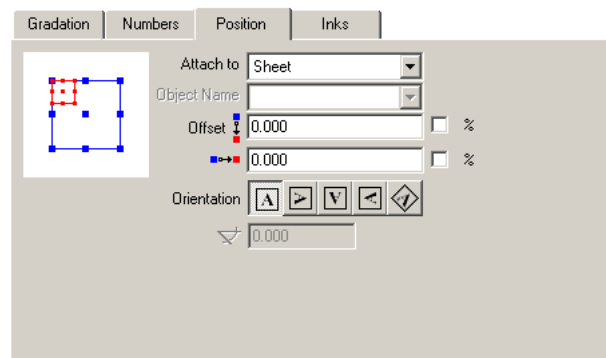 Gradation Numbers Position Inks
Attach to Sheet
Object Name
Offset 0.000 %
0.000 %
Orientation A A A A A
0.000